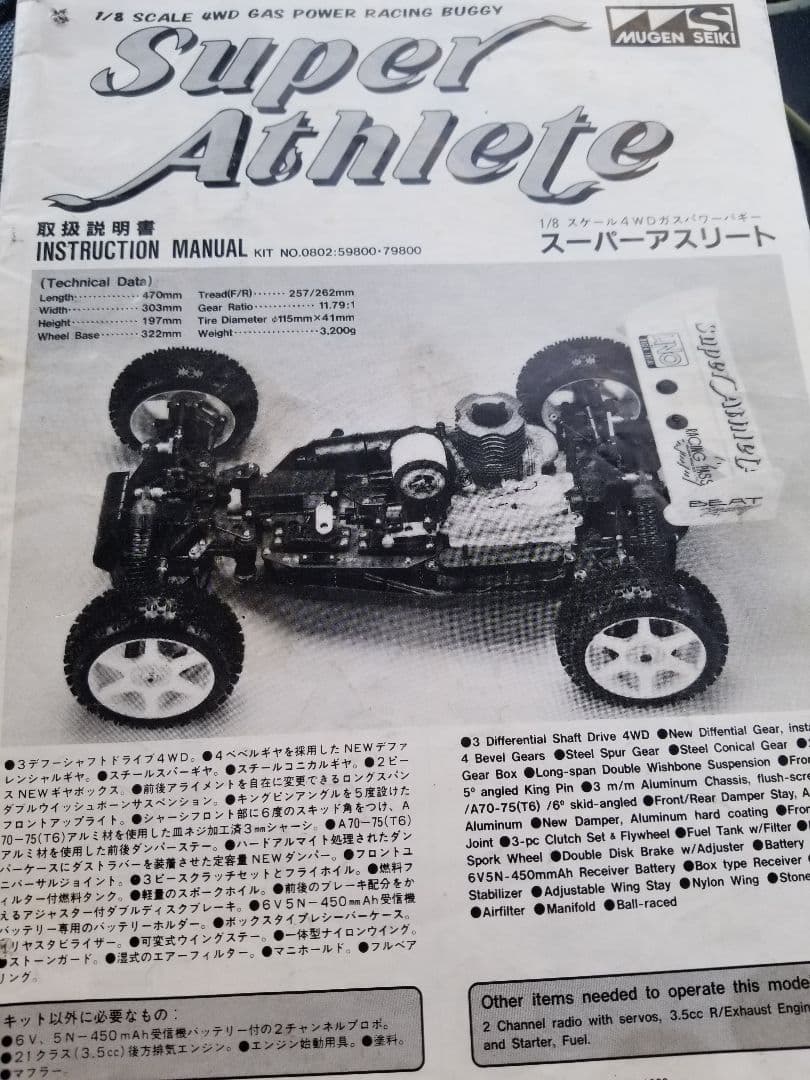 1/8 SCALE 4WD GAS POWER RACING BUGGY
MUGEN SEIKI
Super
Athlete
取扱説明書
INSTRUCTION MANUAL KIT NO.0802:59800・79800
1/8 スケール4WDガスパワーバギー
スーパーアスリート
(Technical Data)
Length 470mm Tread(F/R) 257/262mm
Width 303mm Gear Ratio 11.79:1
Height 197mm Tire Diameter φ115mm×41mm
Wheel Base 322mm Weight 3,200g
Super Athlete
BEAT
●3デフーシャフトドライブ4WD。●4ベベルギヤを採用したNEWデファ
レンシャルギヤ。●スチールスパーギヤ。●スチールコニカルギヤ。●2ピー
スNEWギヤボックス。●前後アライメントを自在に変更できるロングスパン
ダブルウィッシュボーンサスペンション。●キングピンアングルを5度設けた
フロントアップライト。●シャーシフロント部に6度のスキッド角をつけ、A
70-75(T6)アルミ材を使用した皿ネジ加工済3mmシャーシ。●A70-75(T6)
アルミ材を使用した前後ダンパーステー。●ハードアルマイト処理されたダン
パーケースにダストラバーを装着させた定容量NEWダンパー。●フロントユ
ニバーサルジョイント。●3ピースクラッチセットとフライホイル。●燃料フ
ィルター付燃料タンク。●軽量のスポークホイル。●前後のブレーキ配分をか
えるアジャスター付ダブルディスクブレーキ。●6V5N-450mmAh受信機
バッテリー専用のバッテリーホルダー。●ボックスタイプレシーバーケース。
リヤスタビライザー。●可変式ウイングステー。●一体型ナイロンウイング。
●ストーンガード。●湿式のエアーフィルター。●マニホールド。●フルベア
リング。
●3 Differential Shaft Drive 4WD ●New Diffential Gear, inst
4 Bevel Gears ●Steel Spur Gear ●Steel Conical Gear
Gear Box ●Long-span Double Wishbone Suspension ●Fro
5° angled King Pin ●3 m/m Aluminum Chassis, flush-scr
/A70-75(T6) /6° skid-angled ●Front/Rear Damper Stay, A
Aluminum ●New Damper, Aluminum hard coating ●Fro
Joint ●3-pc Clutch Set & Flywheel ●Fuel Tank w/Filter
Spork Wheel ●Double Disk Brake w/Adjuster ●Battery
6V5N-450mmAh Receiver Battery ●Box type Receiver
Stabilizer ●Adjustable Wing Stay ●Nylon Wing ●Stone
●Airfilter ●Manifold ●Ball-raced
キット以外に必要なもの:
●6V、5N-450mAh受信機バッテリー付の2チャンネルプロポ。
●21クラス(3.5cc)後方排気エンジン。●エンジン始動用具。●塗料。
●マフラー。
Other items needed to operate this mode
2 Channel radio with servos, 3.5cc R/Exhaust Engin
and Starter, Fuel.